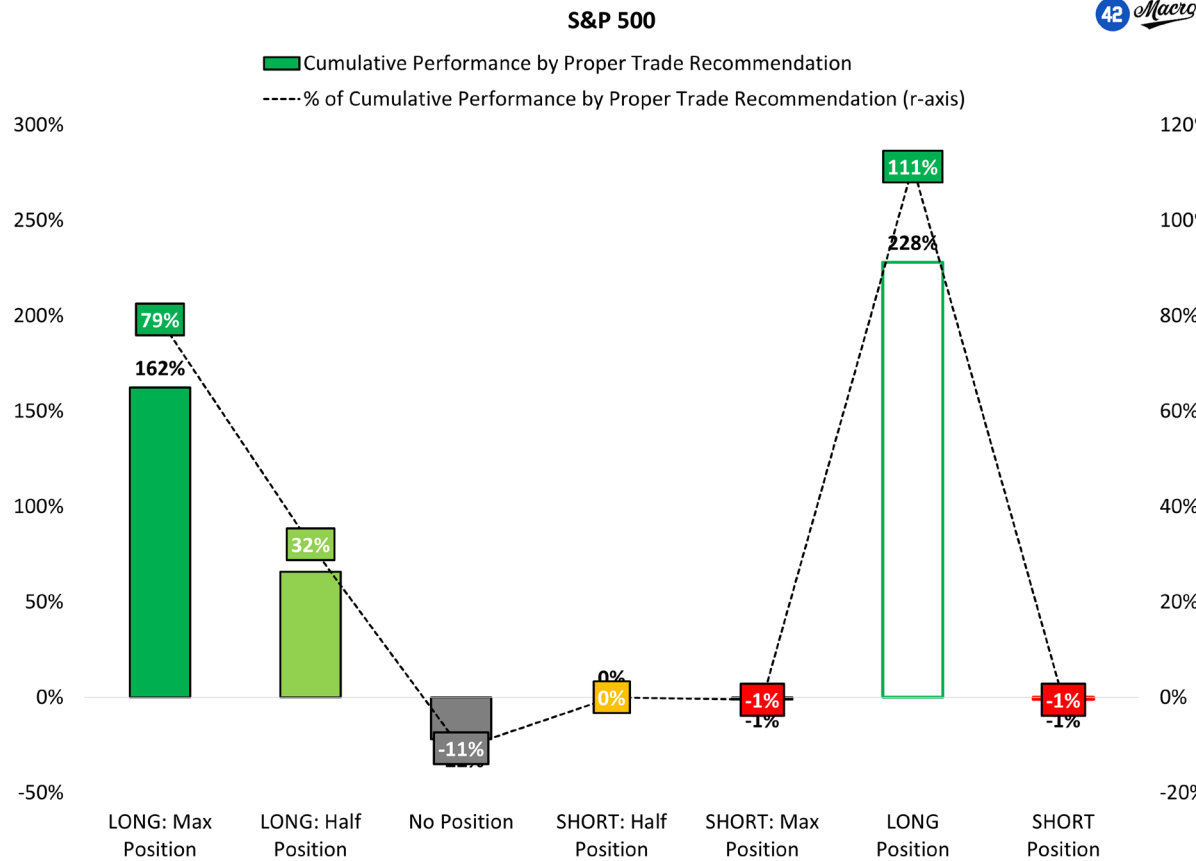 S&P 500
42 Macro
Cumulative Performance by Proper Trade Recommendation
% of Cumulative Performance by Proper Trade Recommendation (r-axis)
300%
250%
200%
150%
100%
50%
0%
-50%
120%
100%
80%
60%
40%
20%
0%
-20%
79%
162%
32%
-11%
0%
0%
-1%
-1%
111%
228%
-1%
-1%
LONG: Max
Position
LONG: Half
Position
No Position
SHORT: Half
Position
SHORT: Max
Position
LONG
Position
SHORT
Position